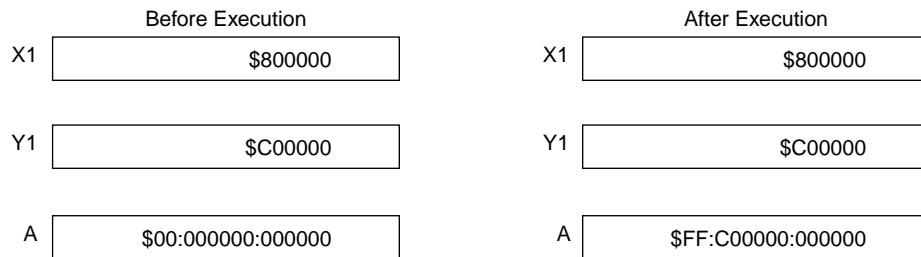 Before Execution After Execution
X1 $800000 X1 $800000
Y1 $C00000 Y1 $C00000
A $00:000000:000000 A $FF:C00000:000000